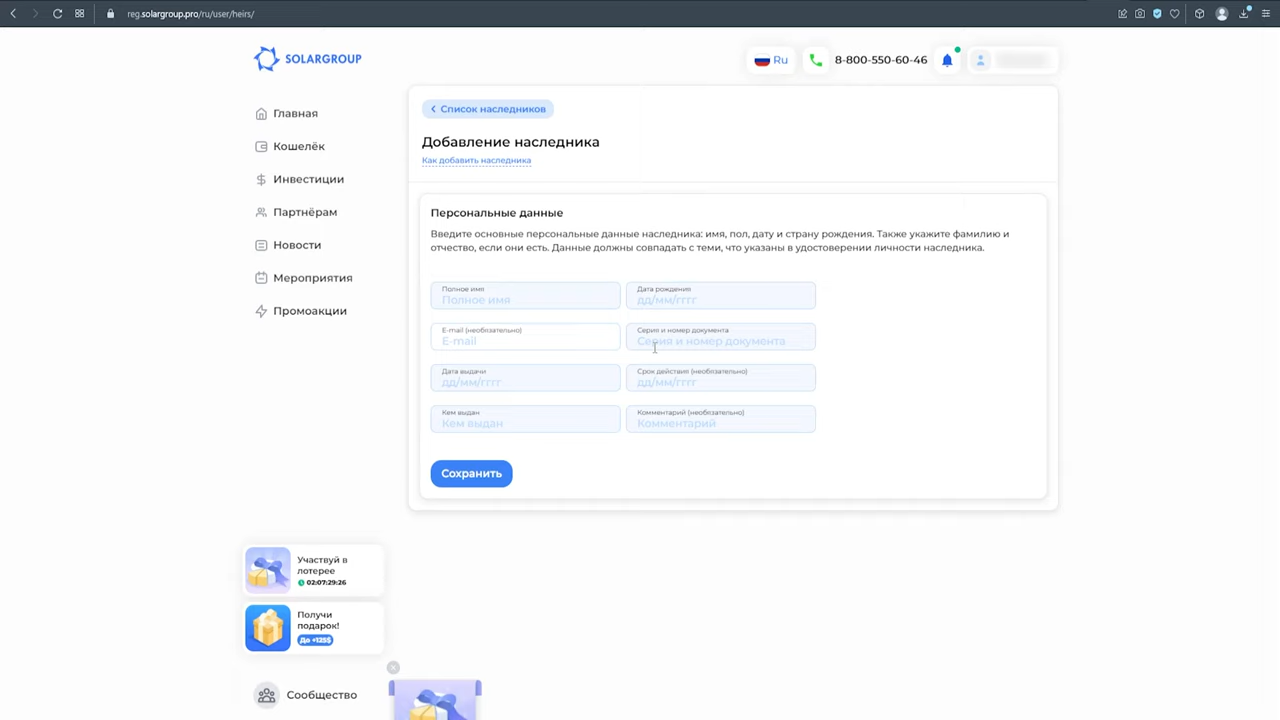 reg.solargroup.pro/ru/user/heirs/
SOLARGROUP
Ru
8-800-550-60-46
Главная
Кошелёк
Инвестиции
Партнёрам
Новости
Мероприятия
Промоакции
Список наследников
Добавление наследника
Как добавить наследника
Персональные данные
Введите основные персональные данные наследника: имя, пол, дату и страну рождения. Также укажите фамилию и
отчество, если они есть. Данные должны совпадать с теми, что указаны в удостоверении личности наследника.
Полное имя
Полное имя
Дата рождения
дд/мм/гггг
E-mail (необязательно)
E-mail
Серия и номер документа
Серия и номер документа
Дата выдачи
дд/мм/гггг
Срок действия (необязательно)
дд/мм/гггг
Кем выдан
Кем выдан
Комментарий (необязательно)
Комментарий
Сохранить
Участвуй в
лотерее
02:07:29:26
Получи
подарок!
До +125$
Сообщество